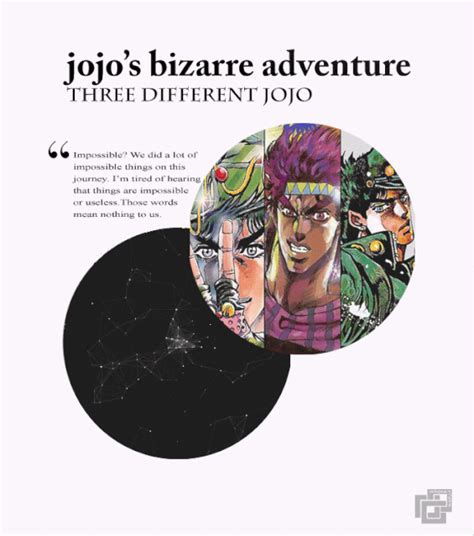 jojo's bizarre adventure
THREE DIFFERENT JOJO
“ Impossible? We did a lot of
impossible things on this
journey. I'm tired of hearing
that things are impossible
or useless.Those words
mean nothing to us.